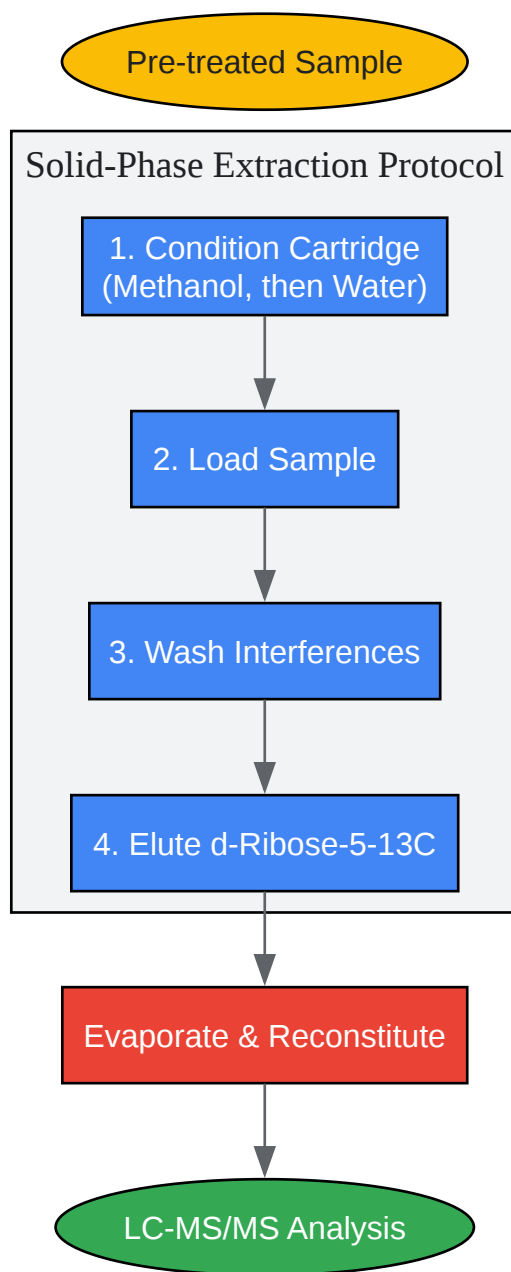 Pre-treated Sample
Solid-Phase Extraction Protocol
1. Condition Cartridge
(Methanol, then Water)
2. Load Sample
3. Wash Interferences
4. Elute d-Ribose-5-13C
Evaporate & Reconstitute
LC-MS/MS Analysis